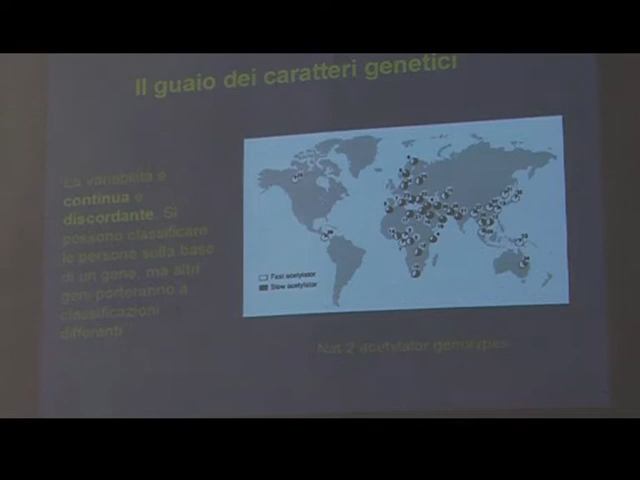 Il guaio dei caratteri genetici
La variabilità è
continua e
discordante. Si
possono classificare
le persone sulla base
di un gene, ma altri
geni porteranno a
classificazioni
differenti
Fast acetylator
Slow acetylator
Nat 2 acetylator genotypes